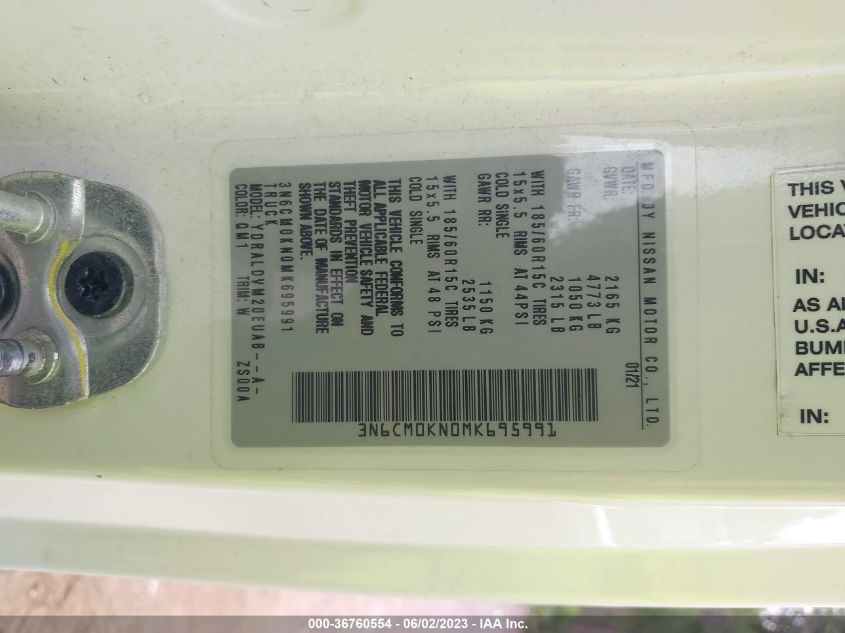 MFD. BY NISSAN MOTOR CO., LTD.
DATE: 01/21
GVWR: 2165 KG
4773 LB
GAWR FR: 1050 KG
2315 LB
WITH 185/60R15C TIRES
15x5.5 RIMS AT 44PSI
COLD SINGLE
GAWR RR: 1150 KG
2535 LB
WITH 185/60R15C TIRES
15x5.5 RIMS AT 48 PSI
COLD SINGLE
THIS VEHICLE CONFORMS TO
ALL APPLICABLE FEDERAL
MOTOR VEHICLE SAFETY AND
THEFT PREVENTION
STANDARDS IN EFFECT ON
THE DATE OF MANUFACTURE
SHOWN ABOVE.
3N6CM0KN0MK695991
TRUCK
MODEL: YDRALDYM20EUAB--A-
COLOR: QM1 TRIM: W ZS00A
3N6CM0KN0MK695991
THIS V
VEHIC
LOCAT
IN:
AS AL
U.S.A
BUM
AFFE
IN:
000-36760554 - 06/02/2023 - IAA Inc.